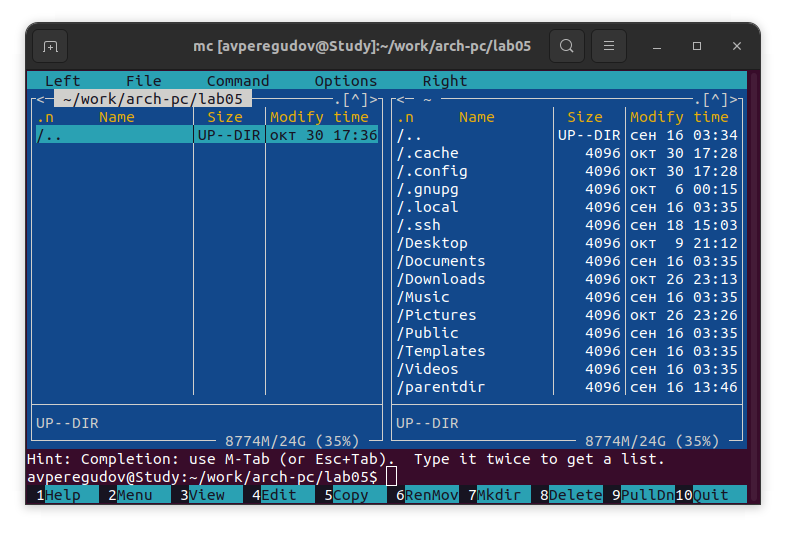 mc [avperegudov@Study]:~/work/arch-pc/lab05
Left File Command Options Right
<─ ~/work/arch-pc/lab05 .[^]>
.n Name Size Modify time
/.. UP--DIR окт 30 17:36
UP--DIR
8774M/24G (35%)
<─ ~ .[^]>
.n Name Size Modify time
/.. UP--DIR сен 16 03:34
/.cache 4096 окт 30 17:28
/.config 4096 окт 30 17:28
/.gnupg 4096 окт 6 00:15
/.local 4096 сен 16 03:35
/.ssh 4096 сен 18 15:03
/Desktop 4096 окт 9 21:12
/Documents 4096 сен 16 03:35
/Downloads 4096 окт 26 23:13
/Music 4096 сен 16 03:35
/Pictures 4096 окт 26 23:26
/Public 4096 сен 16 03:35
/Templates 4096 сен 16 03:35
/Videos 4096 сен 16 03:35
/parentdir 4096 сен 16 13:46
UP--DIR
8774M/24G (35%)
Hint: Completion: use M-Tab (or Esc+Tab).  Type it twice to get a list.
avperegudov@Study:~/work/arch-pc/lab05$
1Help 2Menu 3View 4Edit 5Copy 6RenMov 7Mkdir 8Delete 9PullDn 10Quit